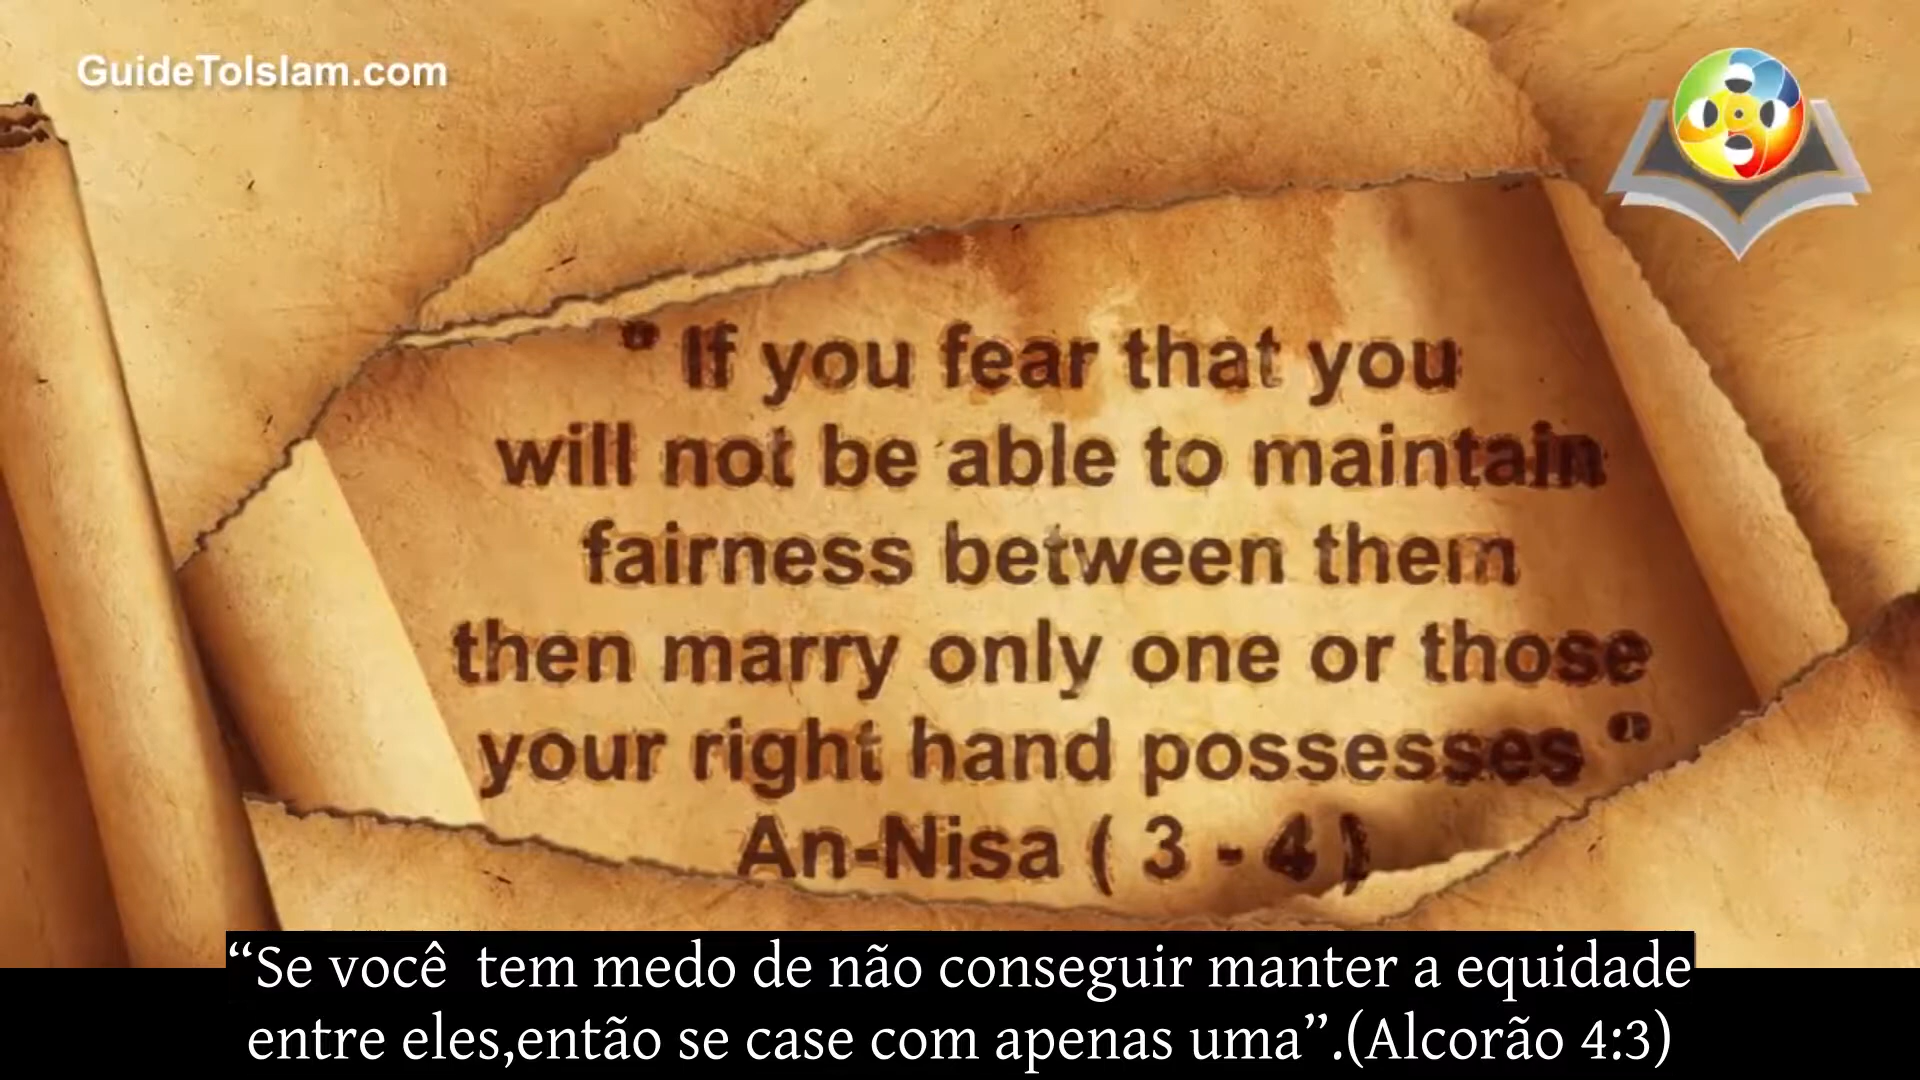 GuideToIslam.com
" If you fear that you
will not be able to maintain
fairness between them
then marry only one or those
your right hand possesses "
An-Nisa ( 3 - 4 )
“Se você  tem medo de não conseguir manter a equidade
entre eles,então se case com apenas uma”.(Alcorão 4:3)